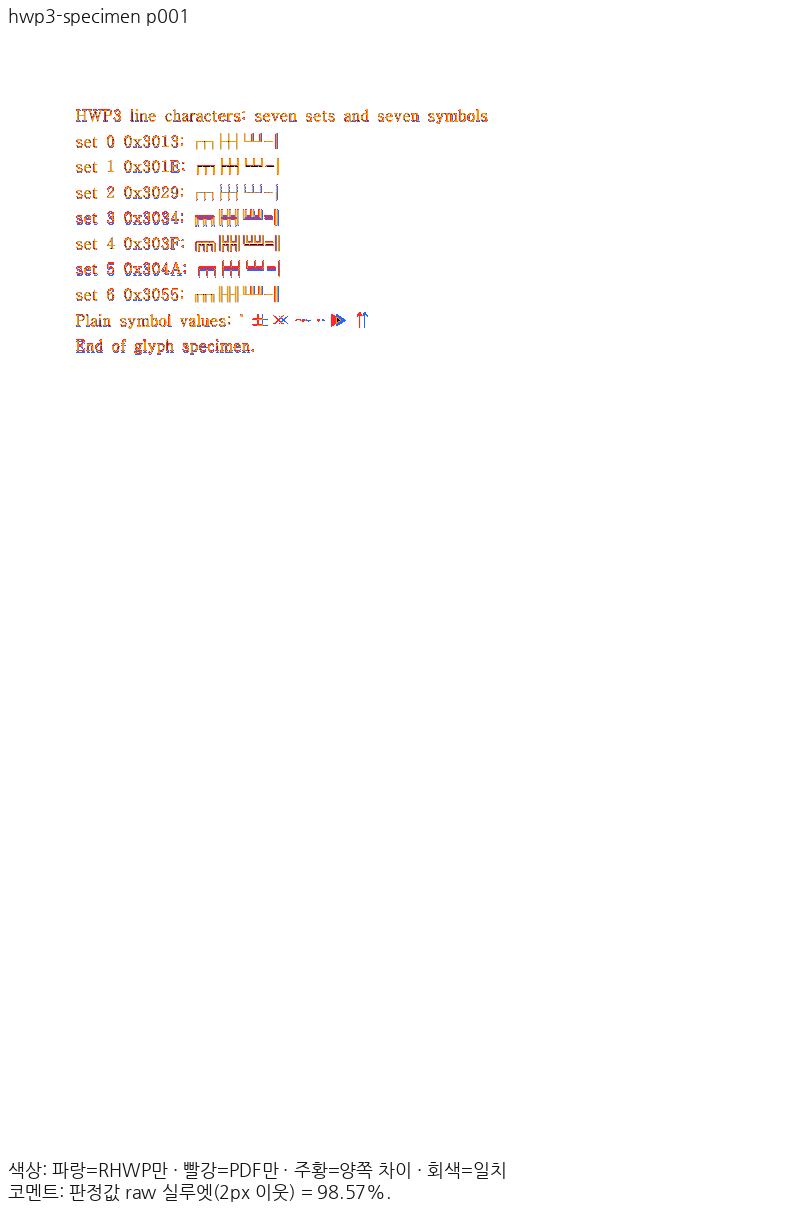 hwp3-specimen p001
HWP3 line characters: seven sets and seven symbols
set 0 0x3013: ┌┬┐├┼┤└┴┘─│
set 1 0x301E: ┍┯┑┝┿┥┕┷┙━│
set 2 0x3029: ┌┬┐├┼┤└┴┘─│
set 3 0x3034:
set 4 0x303F: ╔╦╗╠╬╣╚╩╝═║
set 5 0x304A:
set 6 0x3055: ╓╥╖╟╫╢╙╨╜─║
Plain symbol values: ` ± × ~ · ▶ ↑
End of glyph specimen.
색상: 파랑=RHWP만 · 빨강=PDF만 · 주황=양쪽 차이 · 회색=일치
코멘트: 판정값 raw 실루엣(2px 이웃) = 98.57%.